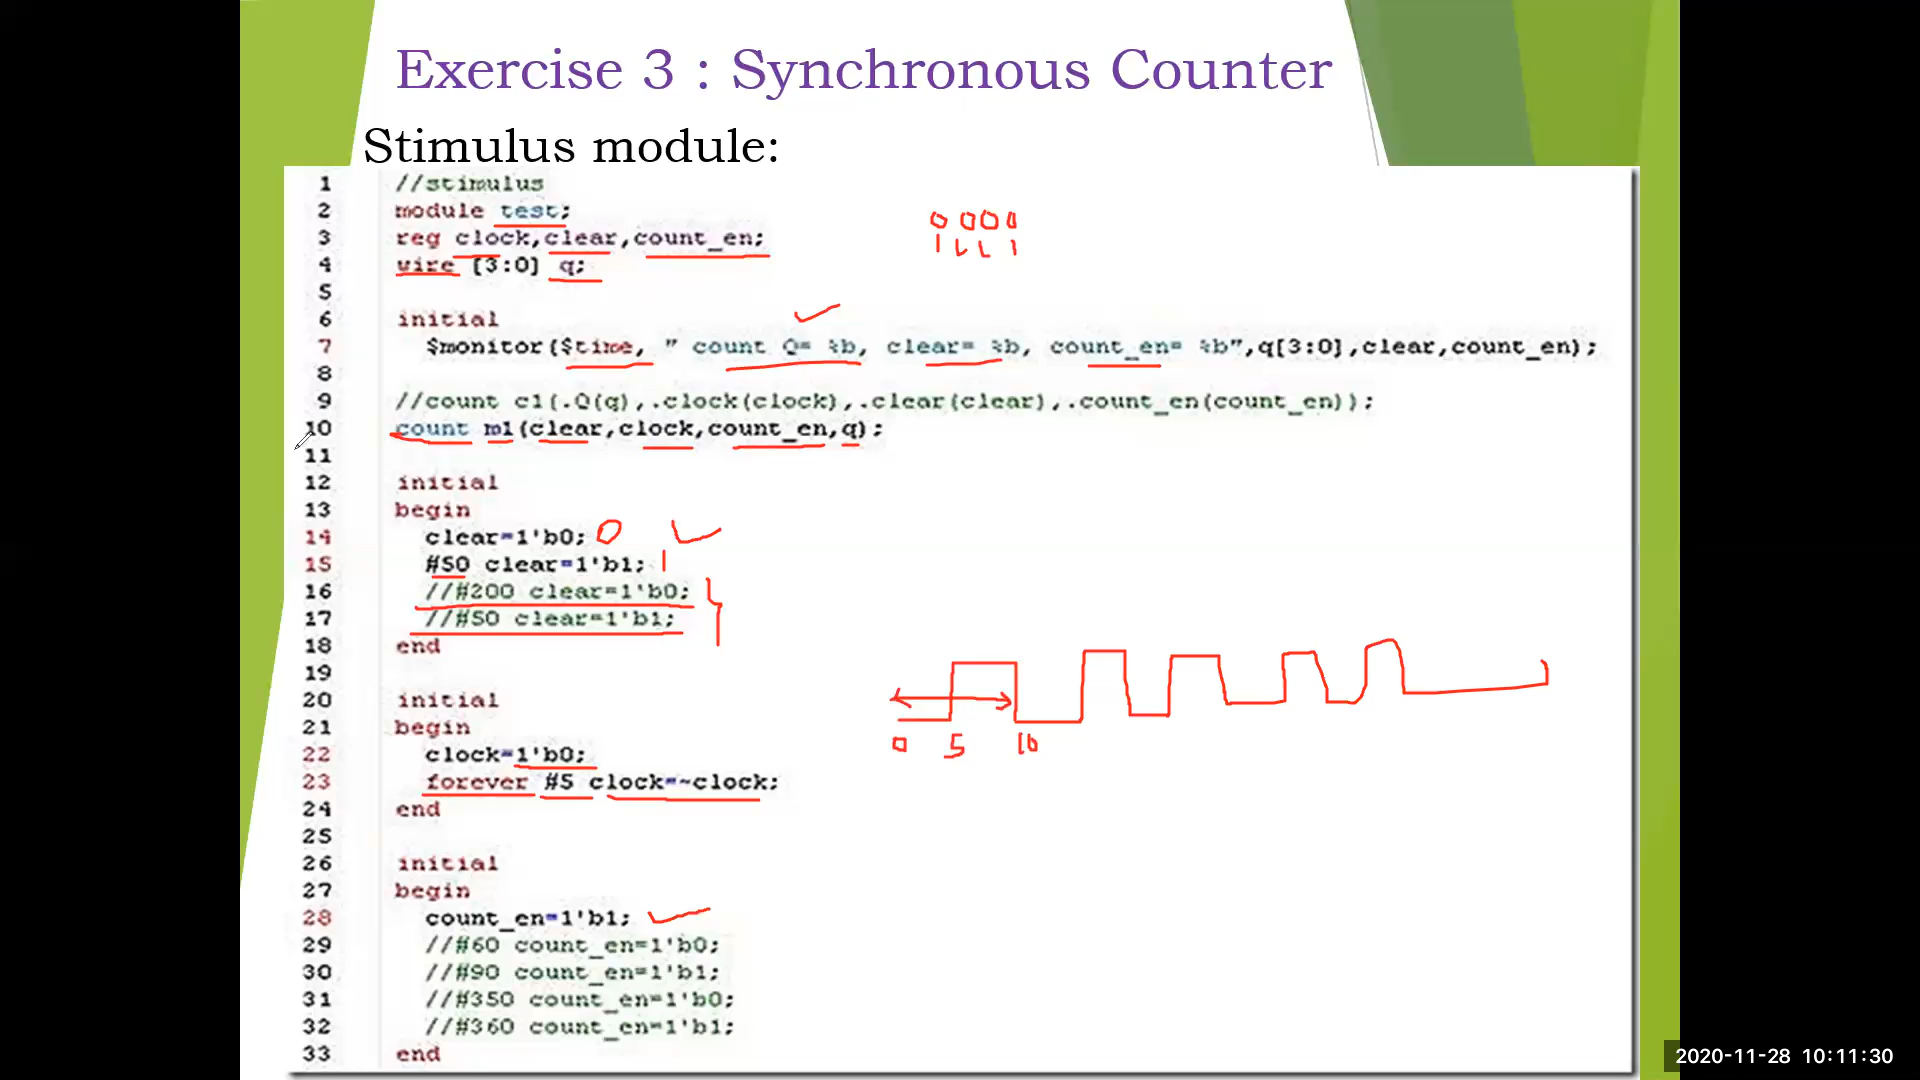 Exercise 3 : Synchronous Counter
Stimulus module:
1 //stimulus
2 module test;
0 0 0 0
3 reg clock,clear,count_en;
1 1 1 1
4 wire [3:0] q;
5
6 initial
7 $monitor($time, " count Q= %b, clear= %b, count_en= %b",q[3:0],clear,count_en);
8
9 //count c1(.Q(q),.clock(clock),.clear(clear),.count_en(count_en));
10 count m1(clear,clock,count_en,q);
11
12 initial
13 begin
14 clear=1'b0; 0
15 #50 clear=1'b1; 1
16 //#200 clear=1'b0;
17 //#50 clear=1'b1;
18 end
19
20 initial
21 begin
0 5 10
22 clock=1'b0;
23 forever #5 clock=~clock;
24 end
25
26 initial
27 begin
28 count_en=1'b1;
29 //#60 count_en=1'b0;
30 //#90 count_en=1'b1;
31 //#350 count_en=1'b0;
32 //#360 count_en=1'b1;
33 end
2020-11-28 10:11:30